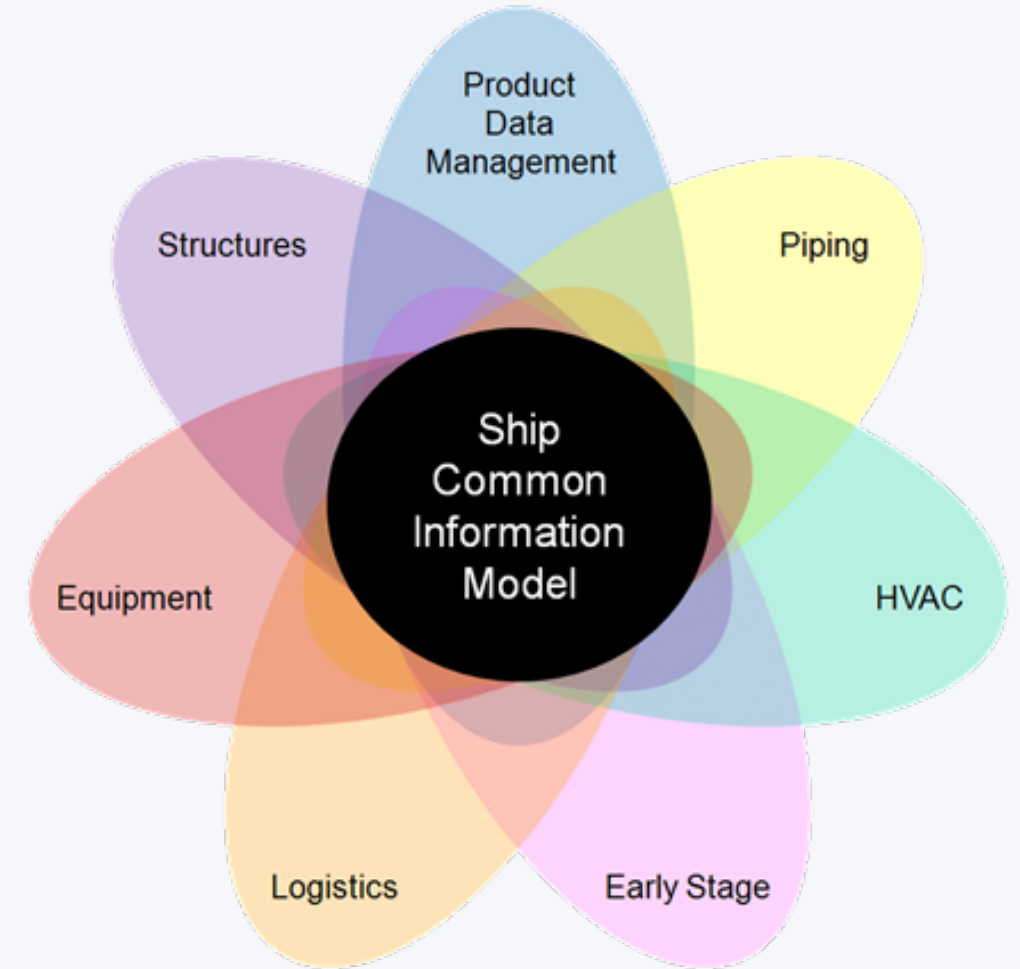 Product
Data
Management
Structures
Piping
Ship
Common
Information
Model
Equipment
HVAC
Logistics
Early Stage